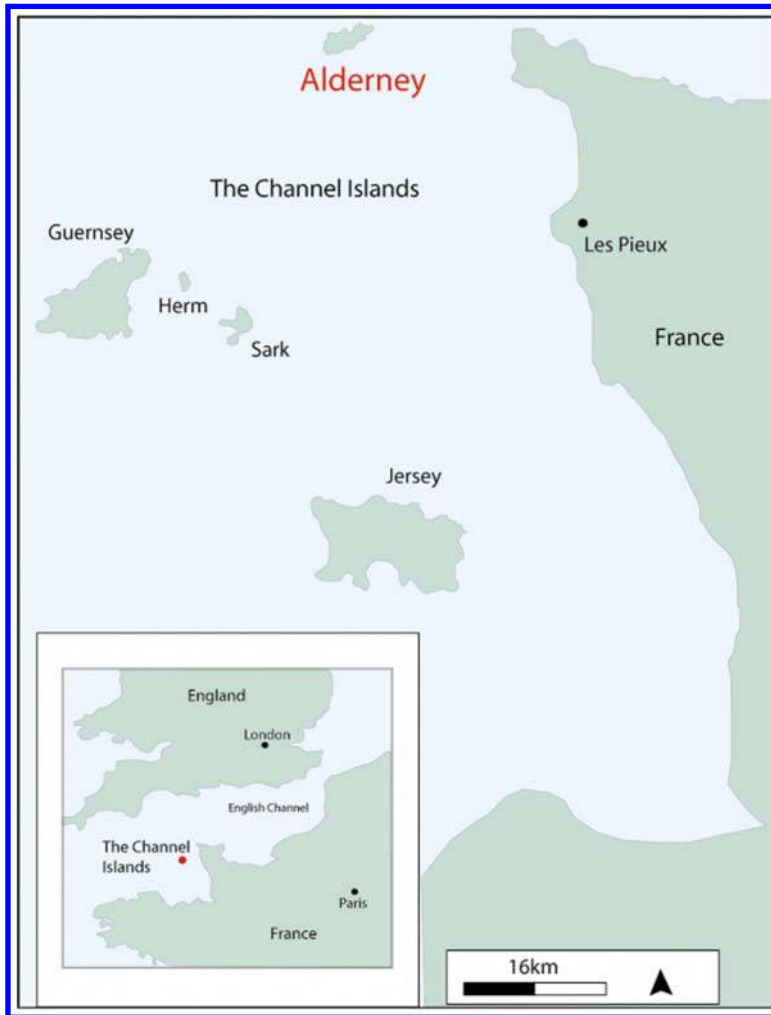 Alderney
The Channel Islands
Guernsey
Les Pieux
Herm
France
Sark
Jersey
England
London
English Channel
The Channel
Islands
Paris
France
16km